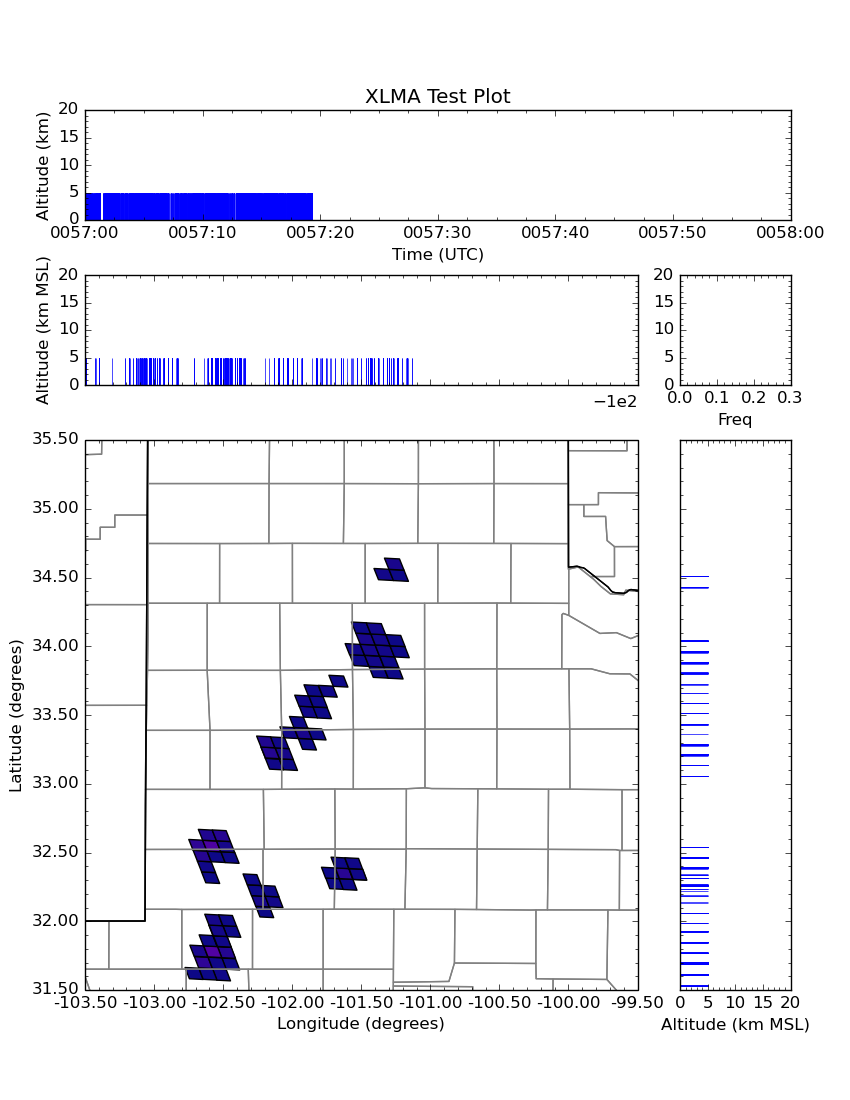 XLMA Test Plot
Altitude (km)
20
15
10
5
0
0057:00 0057:10 0057:20 0057:30 0057:40 0057:50 0058:00
Time (UTC)
Altitude (km MSL)
20
15
10
5
0
−1e2
20
15
10
5
0
0.0 0.1 0.2 0.3
Freq
Latitude (degrees)
35.50
35.00
34.50
34.00
33.50
33.00
32.50
32.00
31.50
-103.50 -103.00 -102.50 -102.00 -101.50 -101.00 -100.50 -100.00 -99.50
Longitude (degrees)
0 5 10 15 20
Altitude (km MSL)